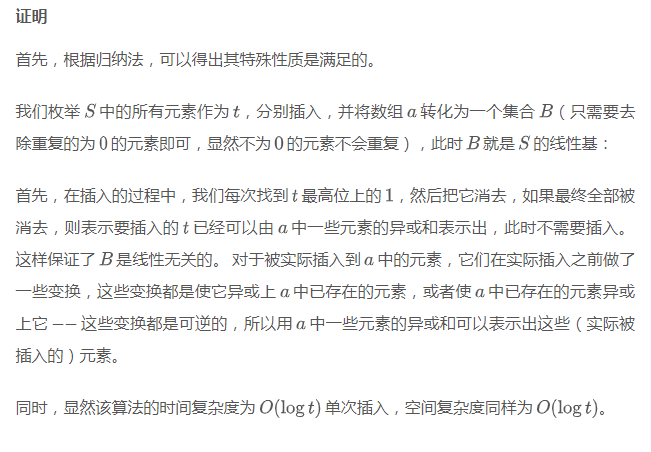 证明
首先，根据归纳法，可以得出其特殊性质是满足的。
我们枚举 S 中的所有元素作为 t，分别插入，并将数组 a 转化为一个集合 B（只需要去
除重复的为 0 的元素即可，显然不为 0 的元素不会重复），此时 B 就是 S 的线性基：
首先，在插入的过程中，我们每次找到 t 最高位上的 1，然后把它消去，如果最终全部被
消去，则表示要插入的 t 已经可以由 a 中一些元素的异或和表示出，此时不需要插入。
这样保证了 B 是线性无关的。 对于被实际插入到 a 中的元素，它们在实际插入之前做了
一些变换，这些变换都是使它异或上 a 中已存在的元素，或者使 a 中已存在的元素异或
上它 −− 这些变换都是可逆的，所以用 a 中一些元素的异或和可以表示出这些（实际被
插入的）元素。
同时，显然该算法的时间复杂度为 O(log t) 单次插入，空间复杂度同样为 O(log t)。